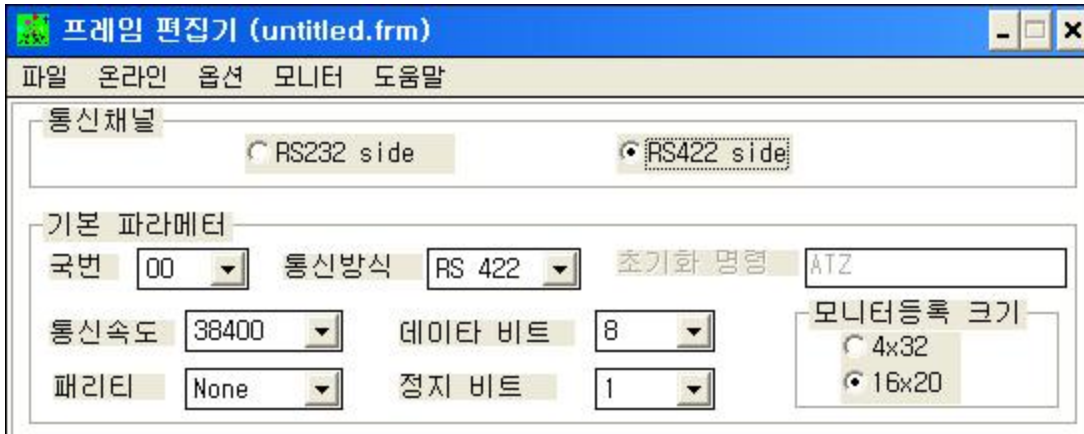 프레임 편집기 (untitled.frm)
파일 온라인 옵션 모니터 도움말
통신채널
RS232 side RS422 side
기본 파라메터
국번 00 통신방식 RS 422 초기화 명령 ATZ
통신속도 38400 데이타 비트 8 모니터등록 크기
4x32
패리티 None 정지 비트 1 16x20